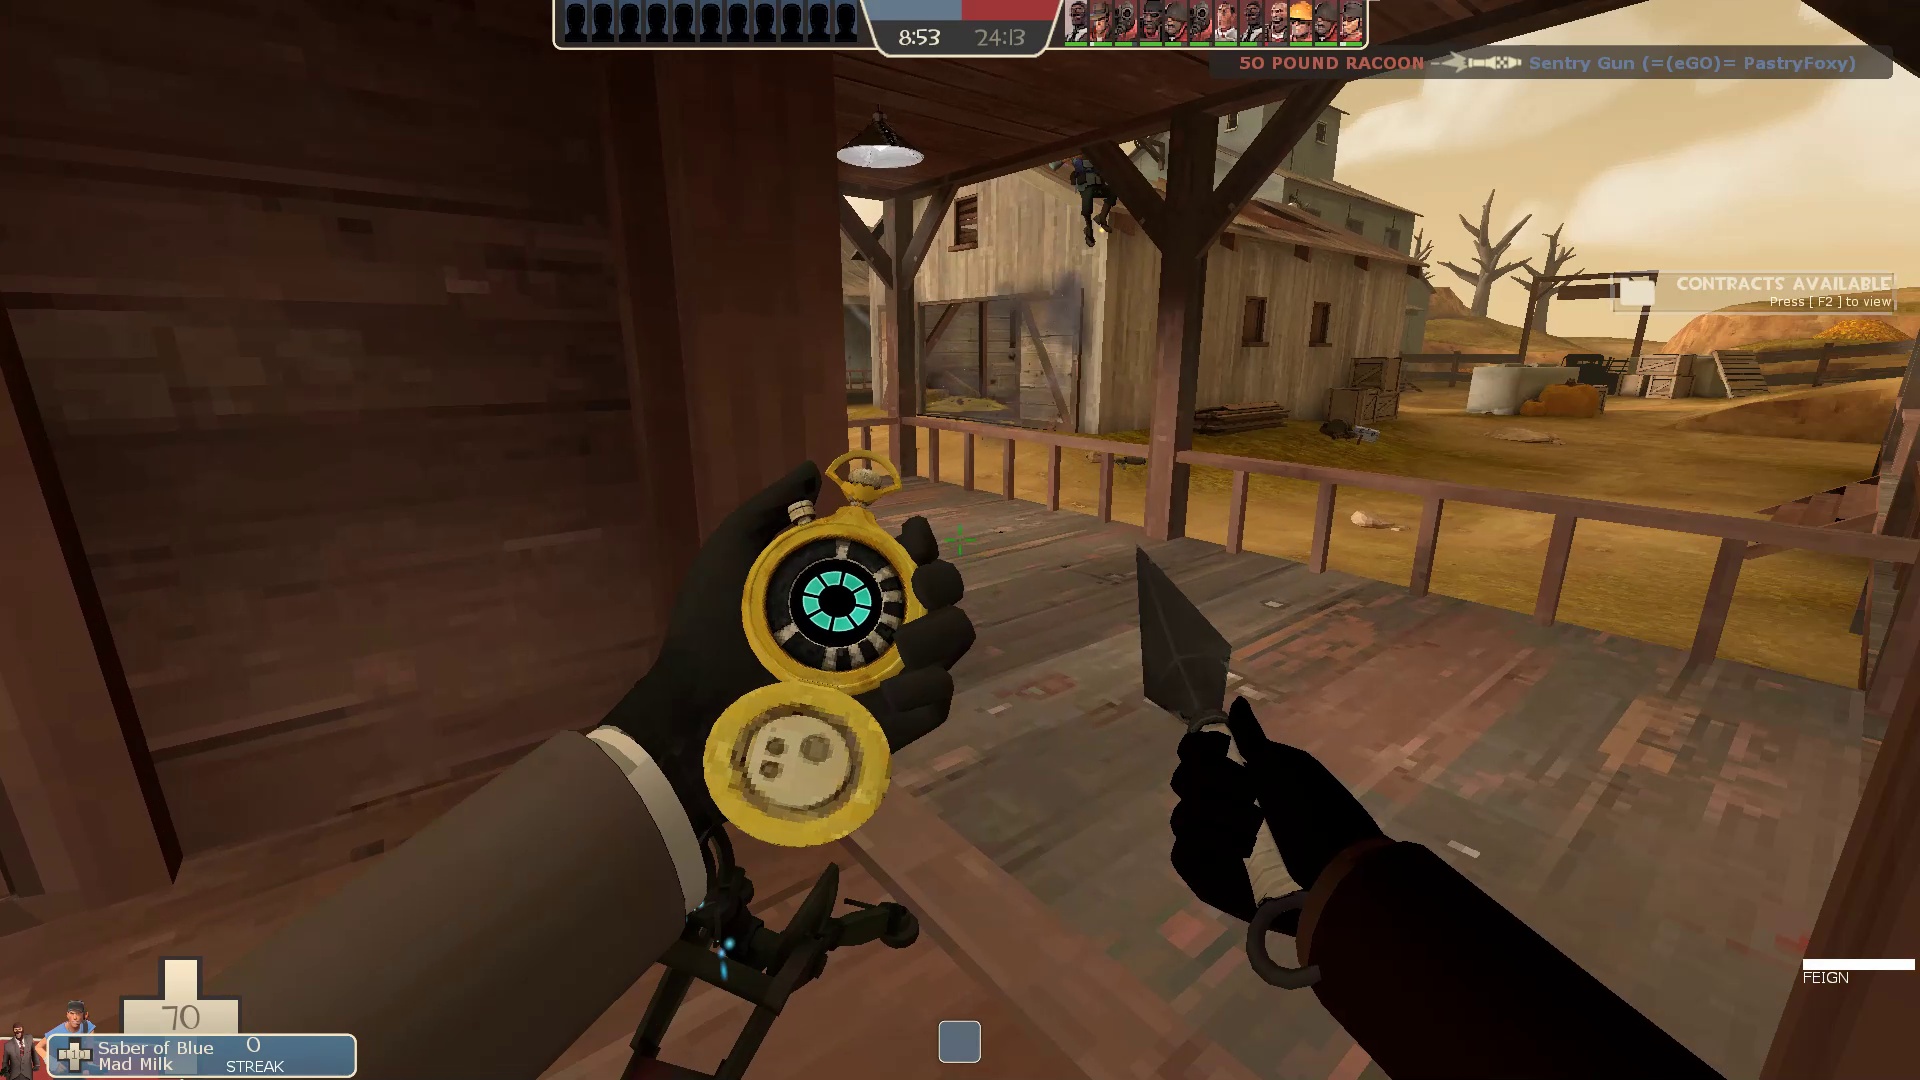 8:53
24:13
50 POUND RACOON
Sentry Gun (=(eGO)= PastryFoxy)
CONTRACTS AVAILABLE
Press [ F2 ] to view
FEIGN
70
110
Saber of Blue
Mad Milk
0
STREAK